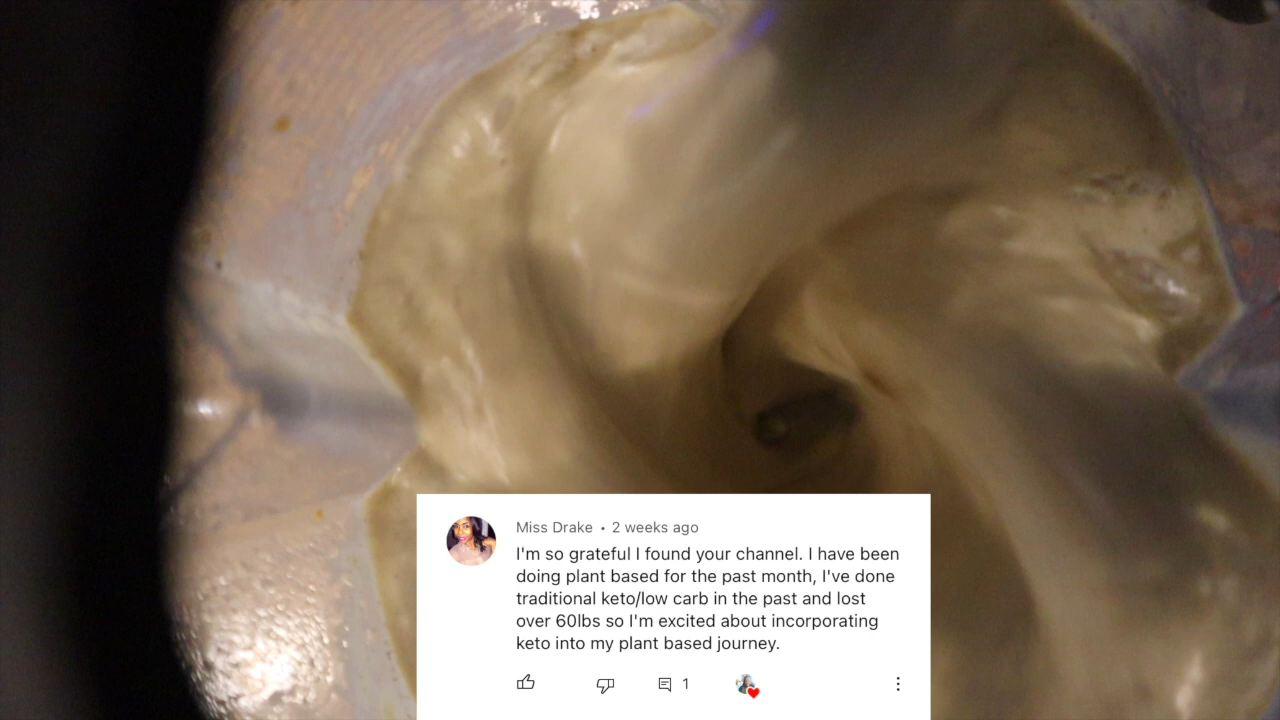 Miss Drake • 2 weeks ago
I'm so grateful I found your channel. I have been
doing plant based for the past month, I've done
traditional keto/low carb in the past and lost
over 60lbs so I'm excited about incorporating
keto into my plant based journey.
1